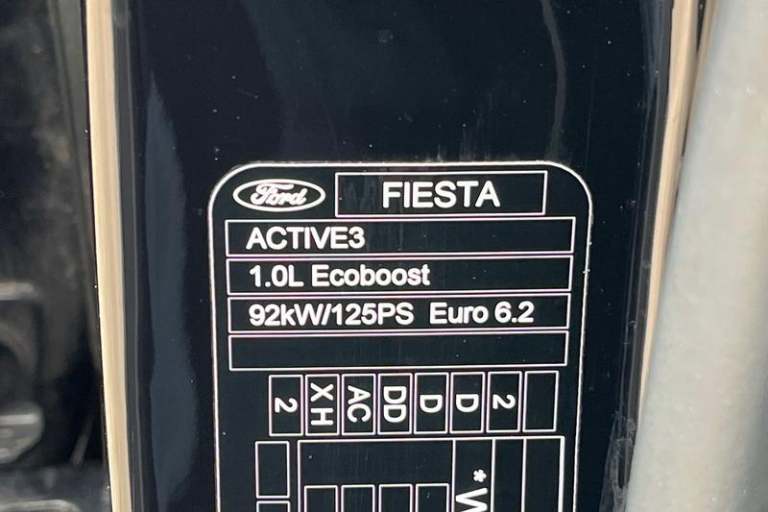 Ford FIESTA
ACTIVE3
1.0L Ecoboost
92kW/125PS Euro 6.2
2 XH AC DD D D 2